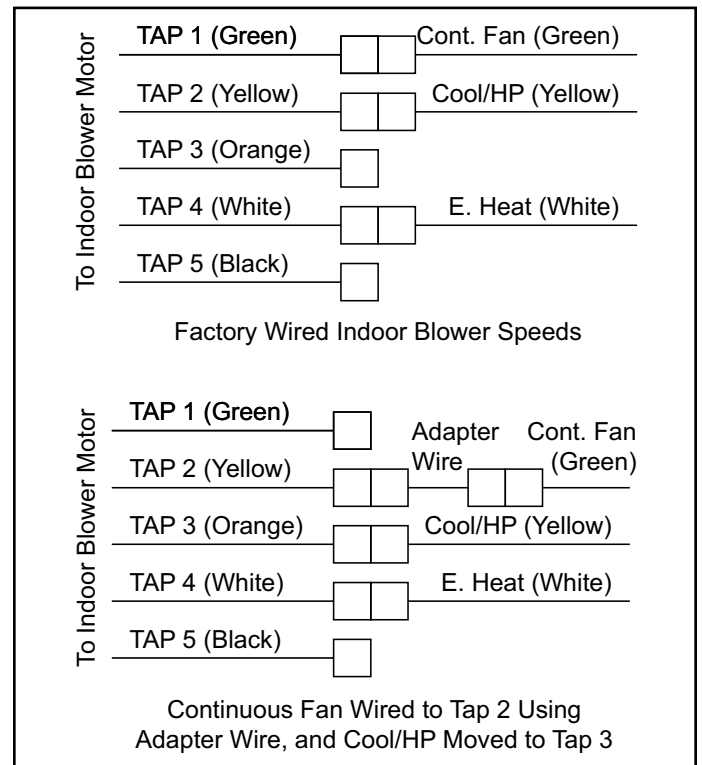 To Indoor Blower Motor
TAP 1 (Green)
Cont. Fan (Green)
TAP 2 (Yellow)
Cool/HP (Yellow)
TAP 3 (Orange)
TAP 4 (White)
E. Heat (White)
TAP 5 (Black)
Factory Wired Indoor Blower Speeds
To Indoor Blower Motor
TAP 1 (Green)
Adapter
Wire
Cont. Fan
(Green)
TAP 2 (Yellow)
TAP 3 (Orange)
Cool/HP (Yellow)
TAP 4 (White)
E. Heat (White)
TAP 5 (Black)
Continuous Fan Wired to Tap 2 Using
Adapter Wire, and Cool/HP Moved to Tap 3